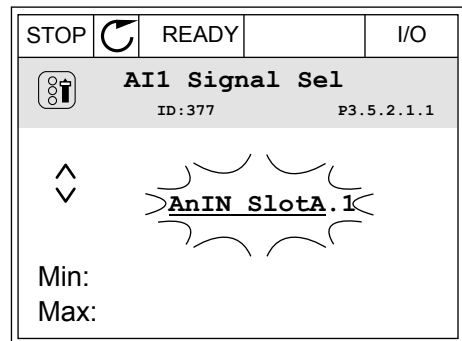 STOP READY I/O
AI1 Signal Sel
ID:377 P3.5.2.1.1
AnIN SlotA.1
Min:
Max: